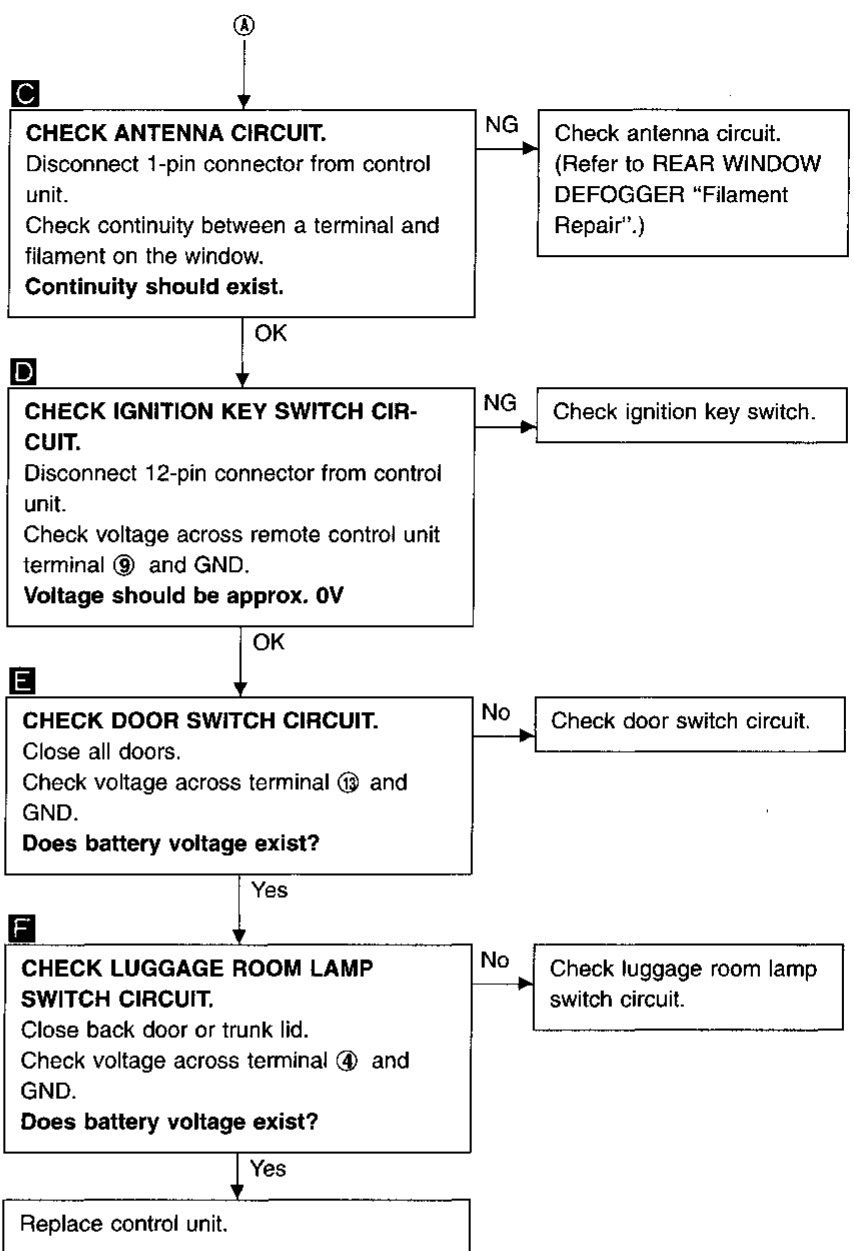 Ⓐ
C
CHECK ANTENNA CIRCUIT.
Disconnect 1-pin connector from control
unit.
Check continuity between a terminal and
filament on the window.
Continuity should exist.
NG
Check antenna circuit.
(Refer to REAR WINDOW
DEFOGGER “Filament
Repair”.)
OK
D
CHECK IGNITION KEY SWITCH CIR-
CUIT.
Disconnect 12-pin connector from control
unit.
Check voltage across remote control unit
terminal ⑨ and GND.
Voltage should be approx. 0V
NG
Check ignition key switch.
OK
E
CHECK DOOR SWITCH CIRCUIT.
Close all doors.
Check voltage across terminal ⑬ and
GND.
Does battery voltage exist?
No
Check door switch circuit.
Yes
F
CHECK LUGGAGE ROOM LAMP
SWITCH CIRCUIT.
Close back door or trunk lid.
Check voltage across terminal ④ and
GND.
Does battery voltage exist?
No
Check luggage room lamp
switch circuit.
Yes
Replace control unit.